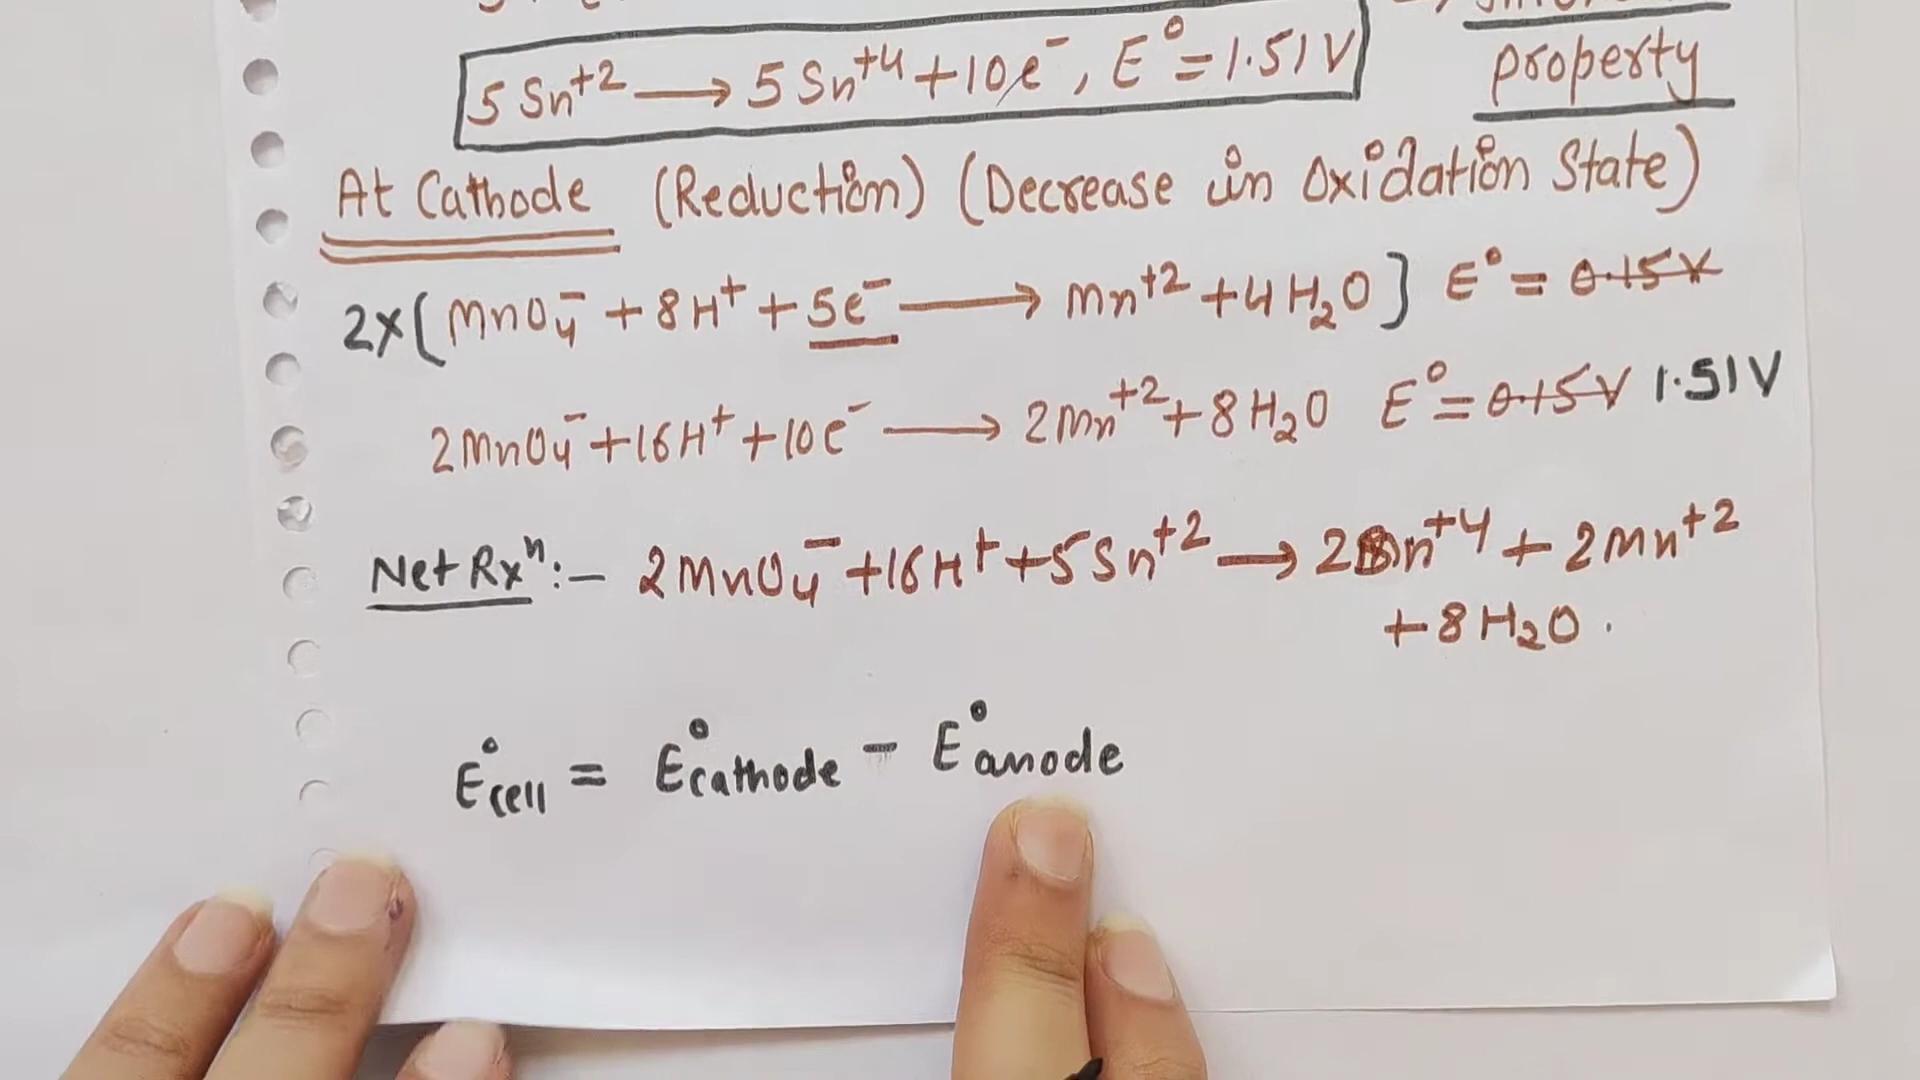 5 Sn⁺² ⟶ 5 Sn⁺⁴ + 10e⁻, E° = 1.51 V
property
At Cathode (Reduction) (Decrease in Oxidation State)
2x[MnO₄⁻ + 8H⁺ + 5e⁻ ⟶ Mn⁺² + 4H₂O] E° = 0.15 V
2MnO₄⁻ + 16H⁺ + 10e⁻ ⟶ 2Mn⁺² + 8H₂O E° = 0.15V 1.51V
Net Rxⁿ:- 2MnO₄⁻ + 16H⁺ + 5Sn⁺² ⟶ 2Sn⁺⁴ + 2Mn⁺²
+ 8H₂O.
E°cell = E°cathode - E°anode